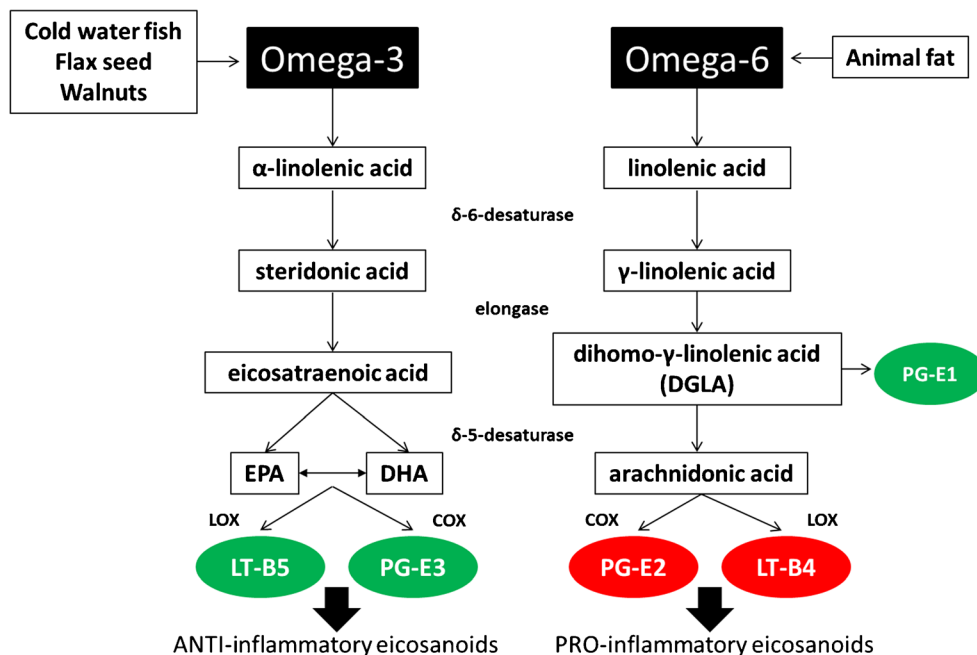 Cold water fish
Flax seed
Walnuts
Omega-3
Omega-6
Animal fat
α-linolenic acid
linolenic acid
δ-6-desaturase
steridonic acid
γ-linolenic acid
elongase
eicosatraenoic acid
dihomo-γ-linolenic acid
(DGLA)
PG-E1
δ-5-desaturase
EPA
DHA
arachnidonic acid
LOX
COX
COX
LOX
LT-B5
PG-E3
PG-E2
LT-B4
ANTI-inflammatory eicosanoids
PRO-inflammatory eicosanoids